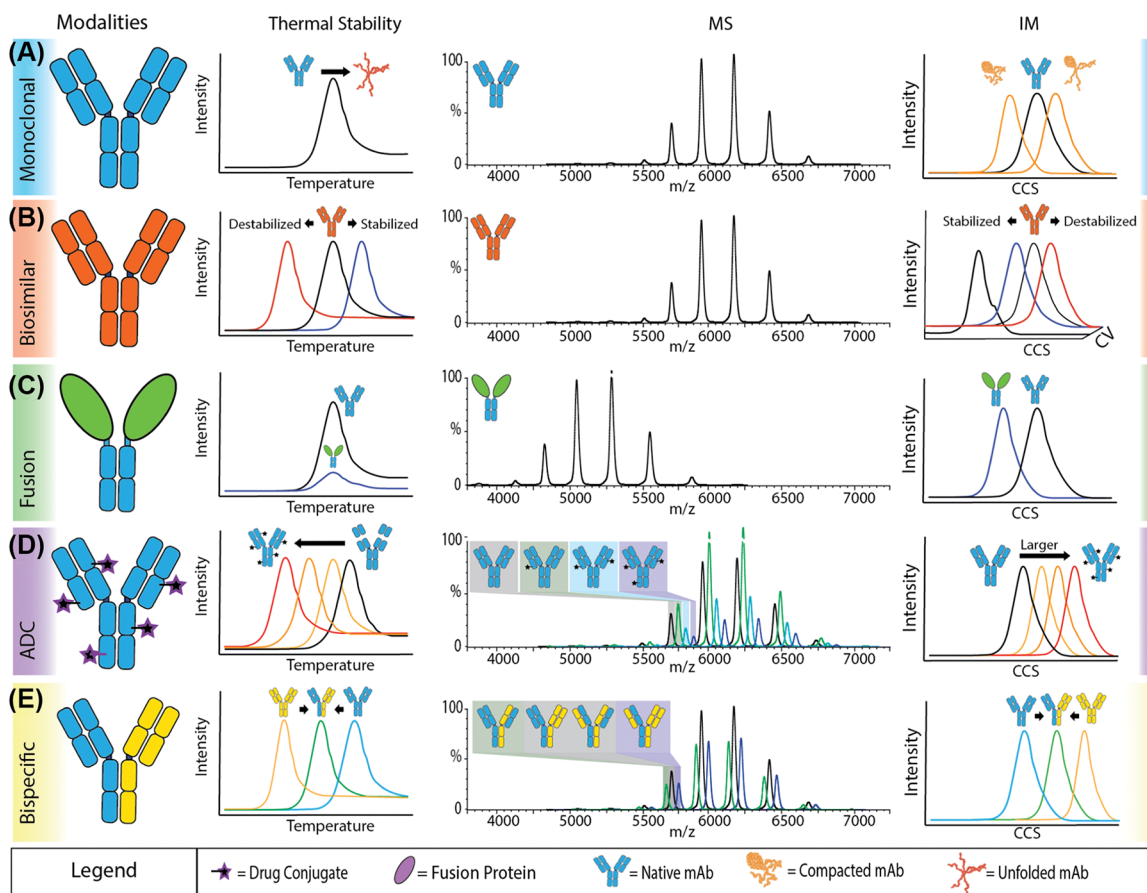 Modalities Thermal Stability MS IM
(A) Monoclonal
Intensity
Temperature
100
%
0
4000 5000 5500 6000 6500 7000
m/z
Intensity
CCS
(B) Biosimilar
Destabilized Stabilized
Intensity
Temperature
100
%
0
4000 5000 5500 6000 6500 7000
m/z
Stabilized Destabilized
Intensity
CCS
CV
(C) Fusion
Intensity
Temperature
100
%
0
4000 5000 5500 6000 6500 7000
m/z
Intensity
CCS
(D) ADC
Intensity
Temperature
100
%
0
4000 5000 5500 6000 6500 7000
m/z
Larger
Intensity
CCS
(E) Bispecific
Intensity
Temperature
100
%
0
4000 5000 5500 6000 6500 7000
m/z
Intensity
CCS
Legend = Drug Conjugate = Fusion Protein = Native mAb = Compacted mAb = Unfolded mAb